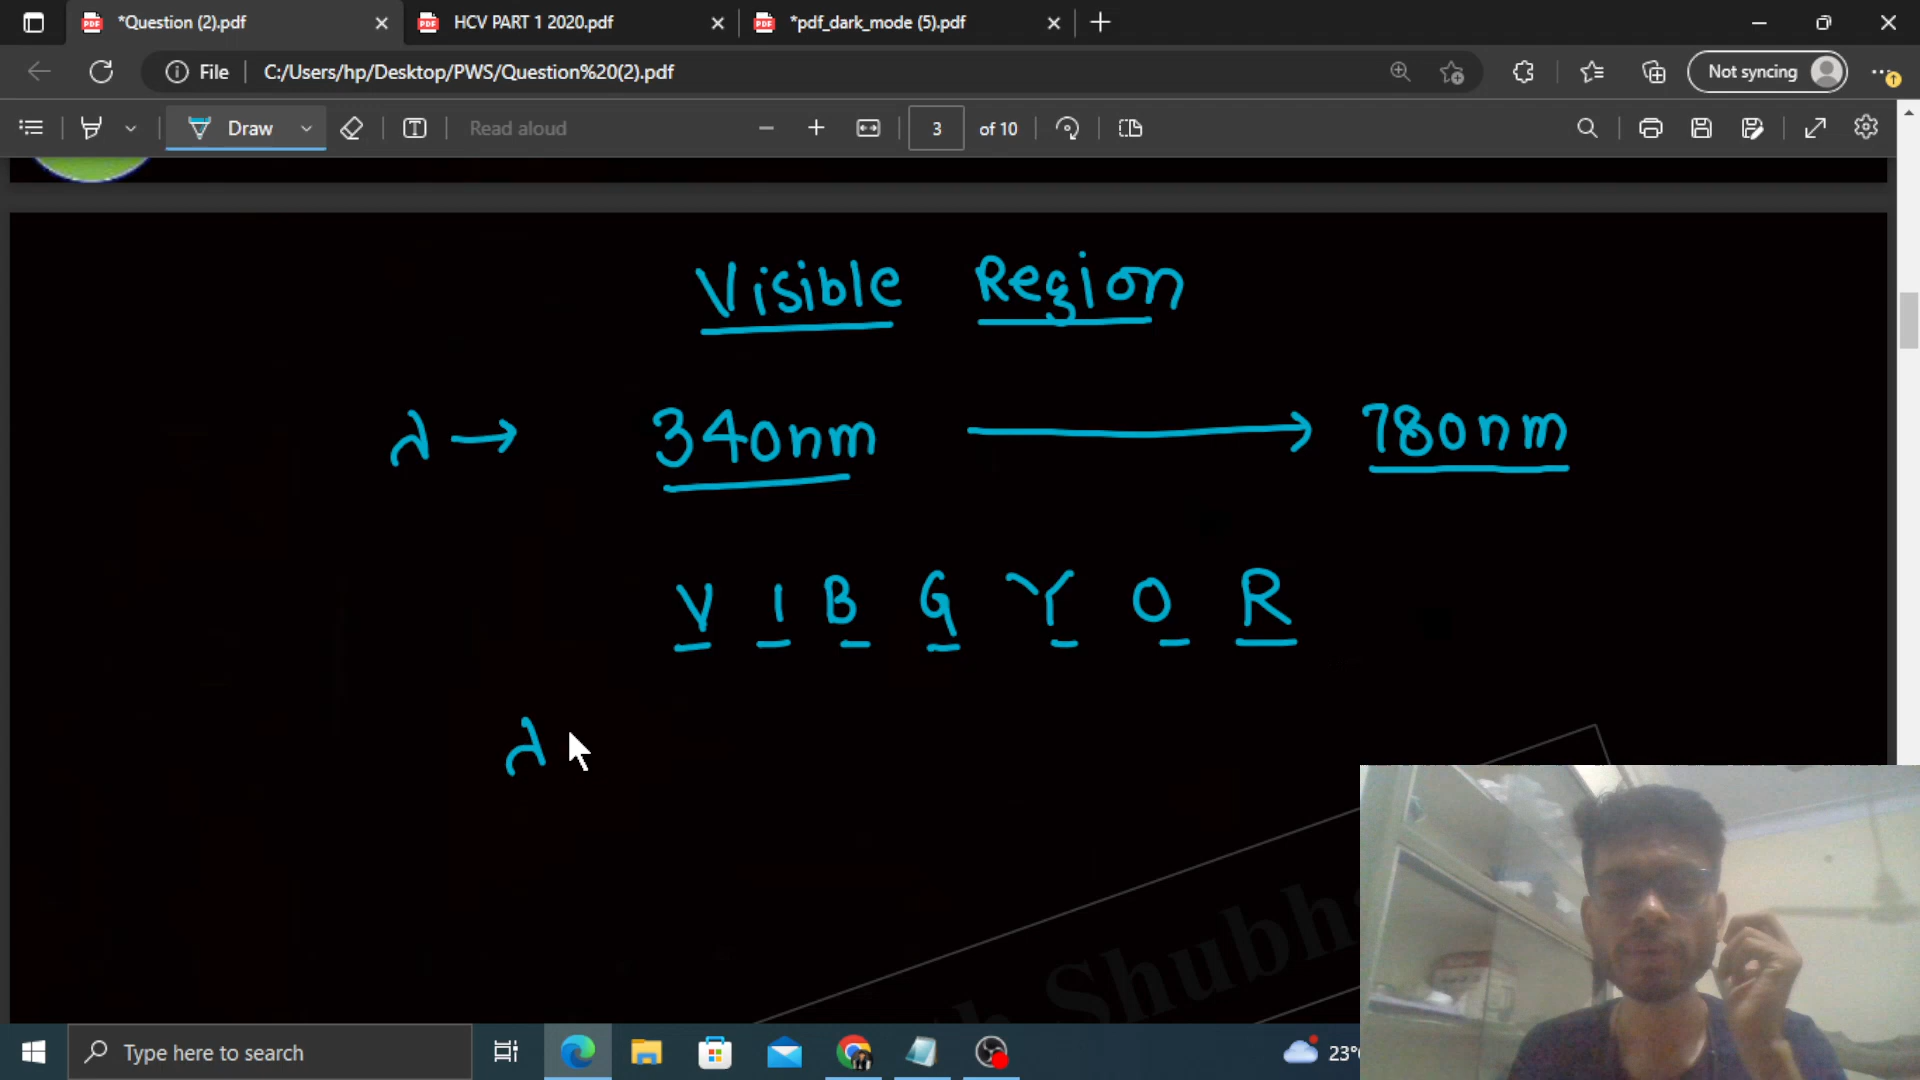 *Question (2).pdf
HCV PART 1 2020.pdf
*pdf_dark_mode (5).pdf
File
C:/Users/hp/Desktop/PWS/Question%20(2).pdf
Not syncing
Draw
Read aloud
3
of 10
Visible Region
λ → 340nm → 780nm
V I B G Y O R
λ
Shubh
Type here to search
23°